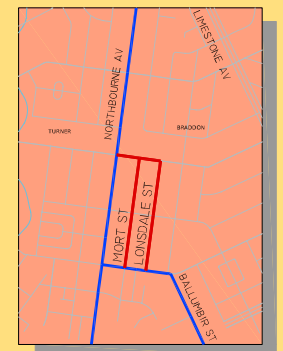 LIMESTONE AV
NORTHBOURNE AV
TURNER
BRADDON
MORT ST
LONSDALE ST
BALLUMBIR ST